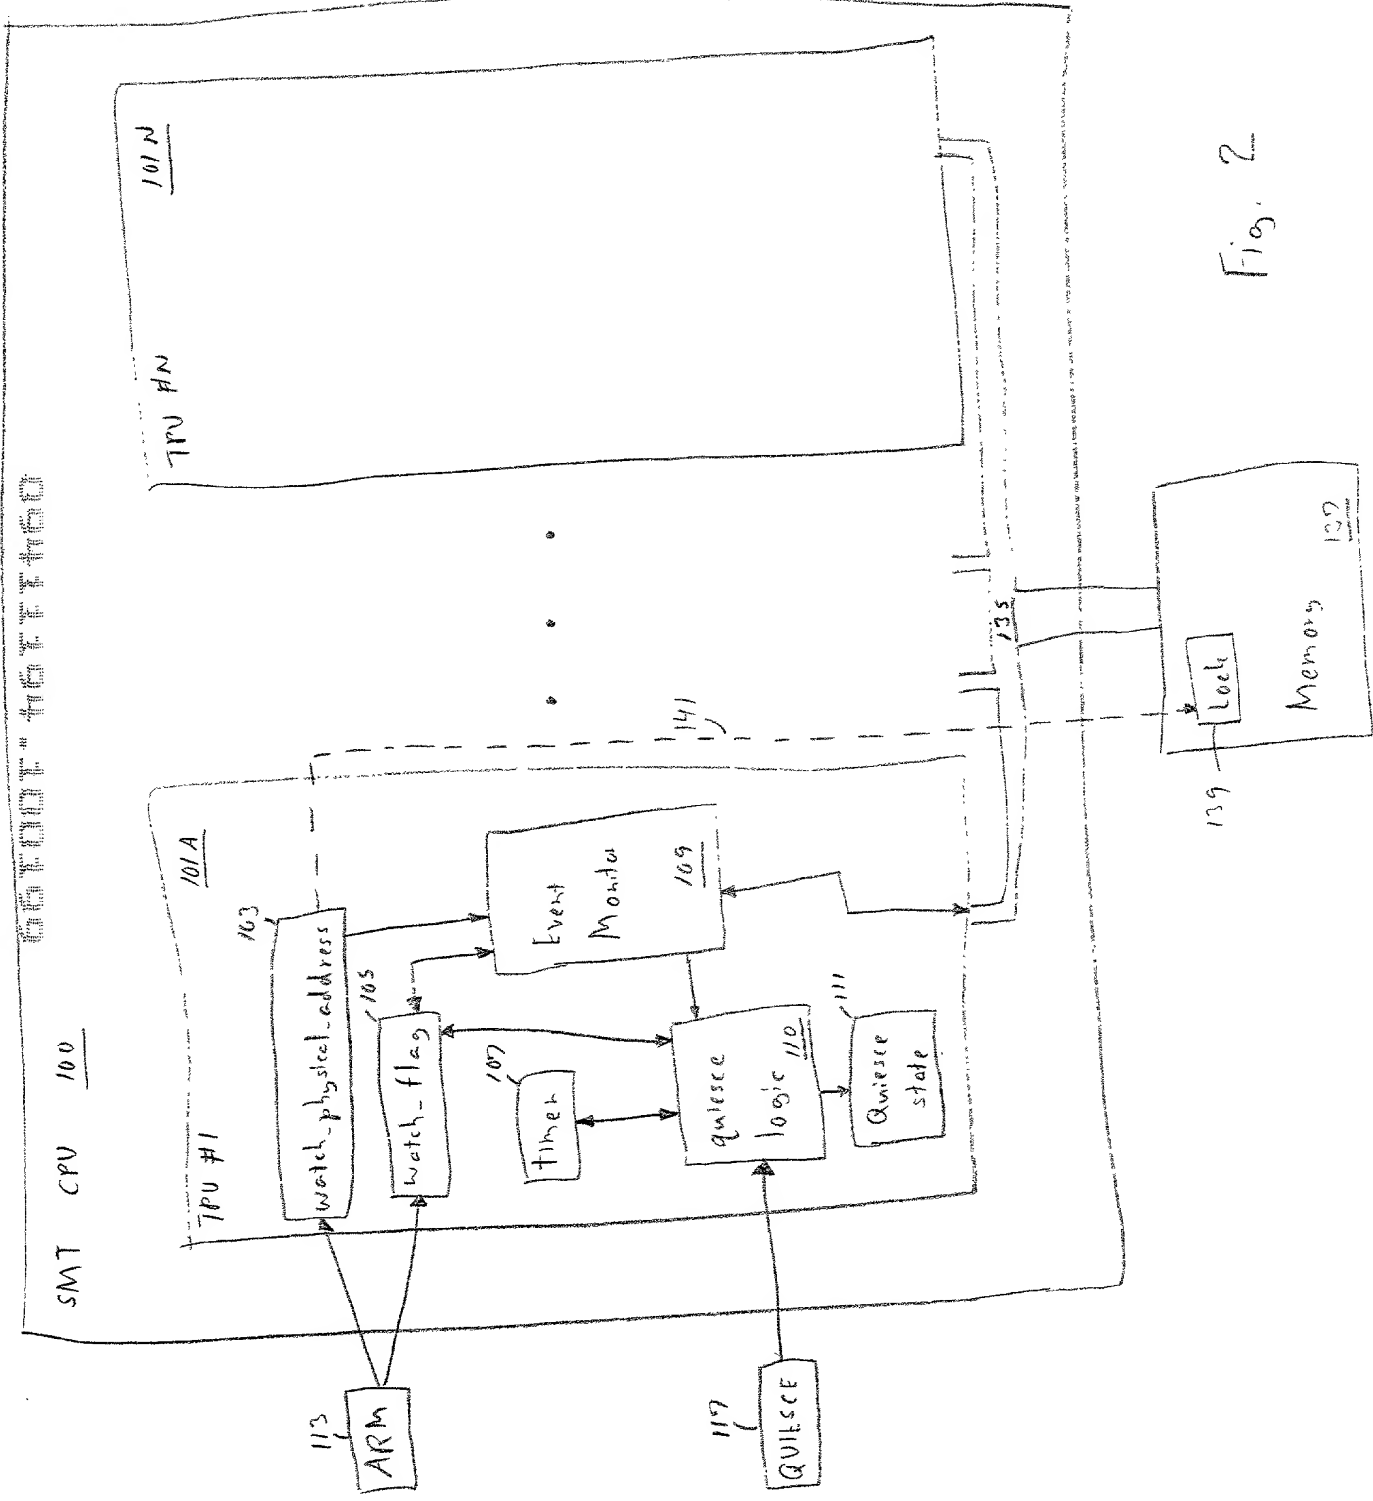 SMT CPU 100
TPU #1
101A
103
watch_physical_address
105
watch_flag
107
timer
Event
Monitor
109
quiesce
logic
110
111
Quiesce
state
113
ARM
117
QUIESCE
TPU #N
101N
135
141
139
Lock
Memory
137
Fig. 2